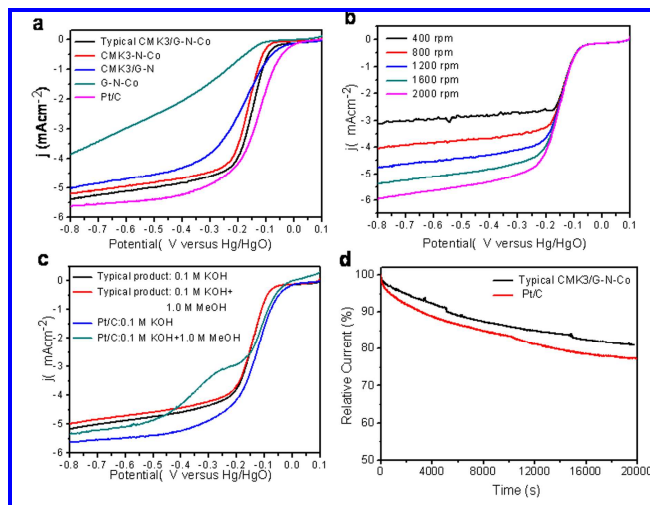 a
Typical CMK3/G-N-Co
CMK3-N-Co
CMK3/G-N
G-N-Co
Pt/C
j (mAcm⁻²)
0
-1
-2
-3
-4
-5
-6
-0.8 -0.7 -0.6 -0.5 -0.4 -0.3 -0.2 -0.1 0.0 0.1
Potential( V versus Hg/HgO)
b
400 rpm
800 rpm
1200 rpm
1600 rpm
2000 rpm
j( mAcm⁻²)
0
-1
-2
-3
-4
-5
-6
-0.8 -0.7 -0.6 -0.5 -0.4 -0.3 -0.2 -0.1 0.0 0.1
Potential( V versus Hg/HgO)
c
Typical product: 0.1 M KOH
Typical product: 0.1 M KOH+
1.0 M MeOH
Pt/C:0.1 M KOH
Pt/C:0.1 M KOH+1.0 M MeOH
j( mAcm⁻²)
0
-1
-2
-3
-4
-5
-6
-0.8 -0.7 -0.6 -0.5 -0.4 -0.3 -0.2 -0.1 0.0 0.1
Potential( V versus Hg/HgO)
d
Typical CMK3/G-N-Co
Pt/C
Relative Current (%)
100
90
80
70
60
50
0 4000 8000 12000 16000 20000
Time (s)